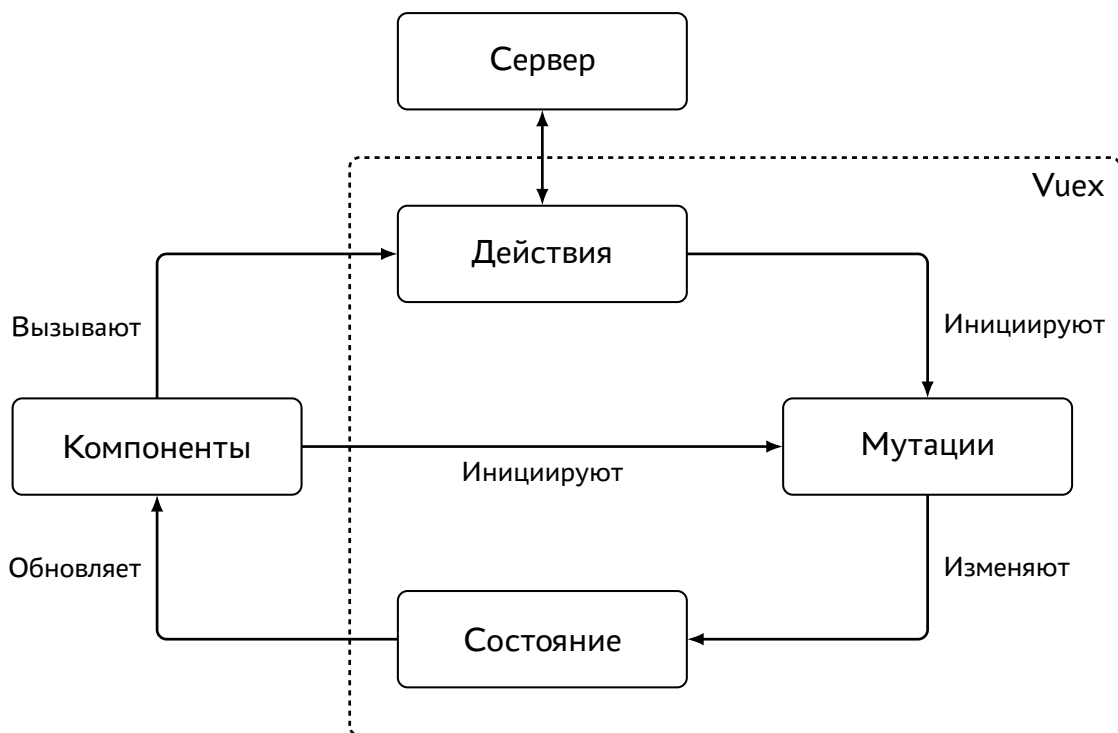 Сервер
Vuex
Действия
Вызывают
Инициируют
Компоненты
Инициируют
Мутации
Обновляет
Изменяют
Состояние